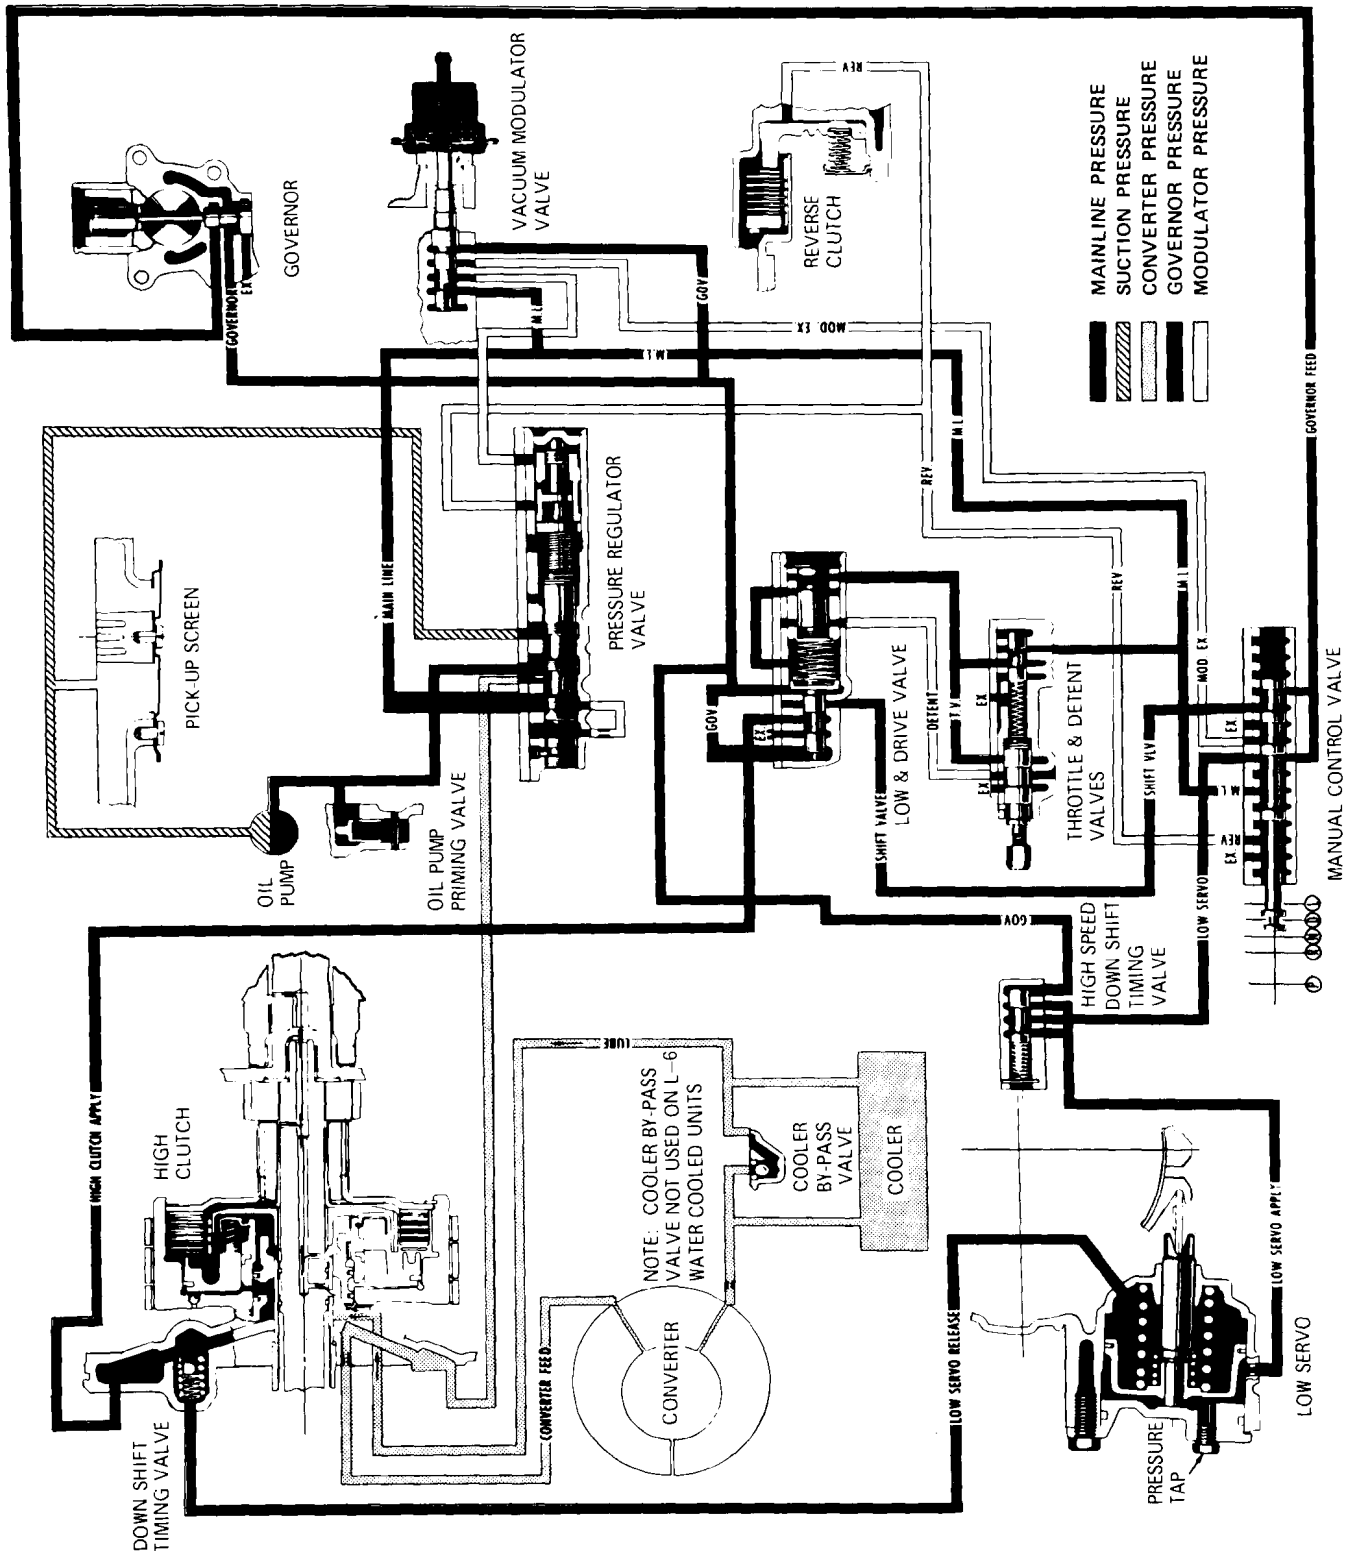 GOVERNOR
GOVERNOR
EX
VACUUM MODULATOR
VALVE
M.L.
GOV
MOD. EX
M.L.
REV
REVERSE
CLUTCH
MAINLINE PRESSURE
SUCTION PRESSURE
CONVERTER PRESSURE
GOVERNOR PRESSURE
MODULATOR PRESSURE
GOVERNOR FEED
PICK-UP SCREEN
MAIN LINE
PRESSURE REGULATOR
VALVE
OIL
PUMP
OIL PUMP
PRIMING VALVE
GOV
EX
LOW & DRIVE VALVE
SHIFT VALVE
DETENT
T.V.
REV
M.L.
EX
EX
THROTTLE & DETENT
VALVES
REV
M.L.
MOD EX
SHIFT VLV
EX
M.L.
REV
EX.
LOW SERVO
MANUAL CONTROL VALVE
P
R
N
D
L
GOV
HIGH SPEED
DOWN SHIFT
TIMING
VALVE
HIGH CLUTCH APPLY
HIGH
CLUTCH
DOWN SHIFT
TIMING VALVE
LUBE
NOTE: COOLER BY-PASS
VALVE NOT USED ON L-6
WATER COOLED UNITS
COOLER
BY-PASS
VALVE
COOLER
CONVERTER FEED
CONVERTER
LOW SERVO RELEASE
LOW SERVO APPLY
LOW SERVO
PRESSURE
TAP